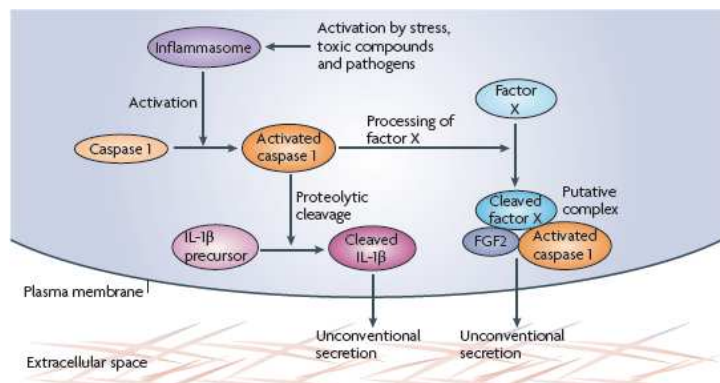 Inflammasome
Activation by stress,
toxic compounds
and pathogens
Activation
Factor
X
Caspase 1
Activated
caspase 1
Processing of
factor X
Proteolytic
cleavage
Cleaved
factor X
Putative
complex
FGF2
Activated
caspase 1
IL-1β
precursor
Cleaved
IL-1β
Plasma membrane
Unconventional
secretion
Unconventional
secretion
Extracellular space